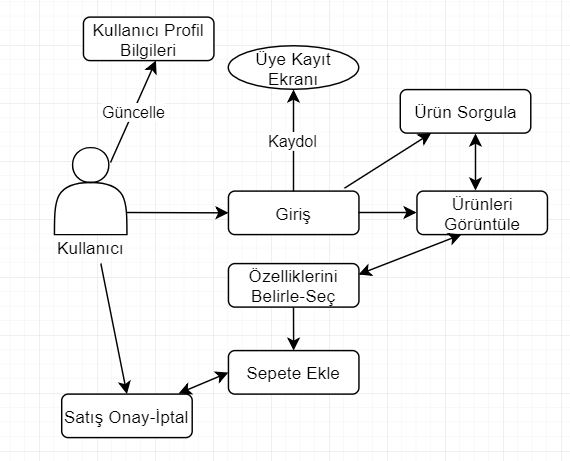 Kullanıcı Profil
Bilgileri
Üye Kayıt
Ekranı
Güncelle
Ürün Sorgula
Kaydol
Giriş
Ürünleri
Görüntüle
Kullanıcı
Özelliklerini
Belirle-Seç
Sepete Ekle
Satış Onay-İptal